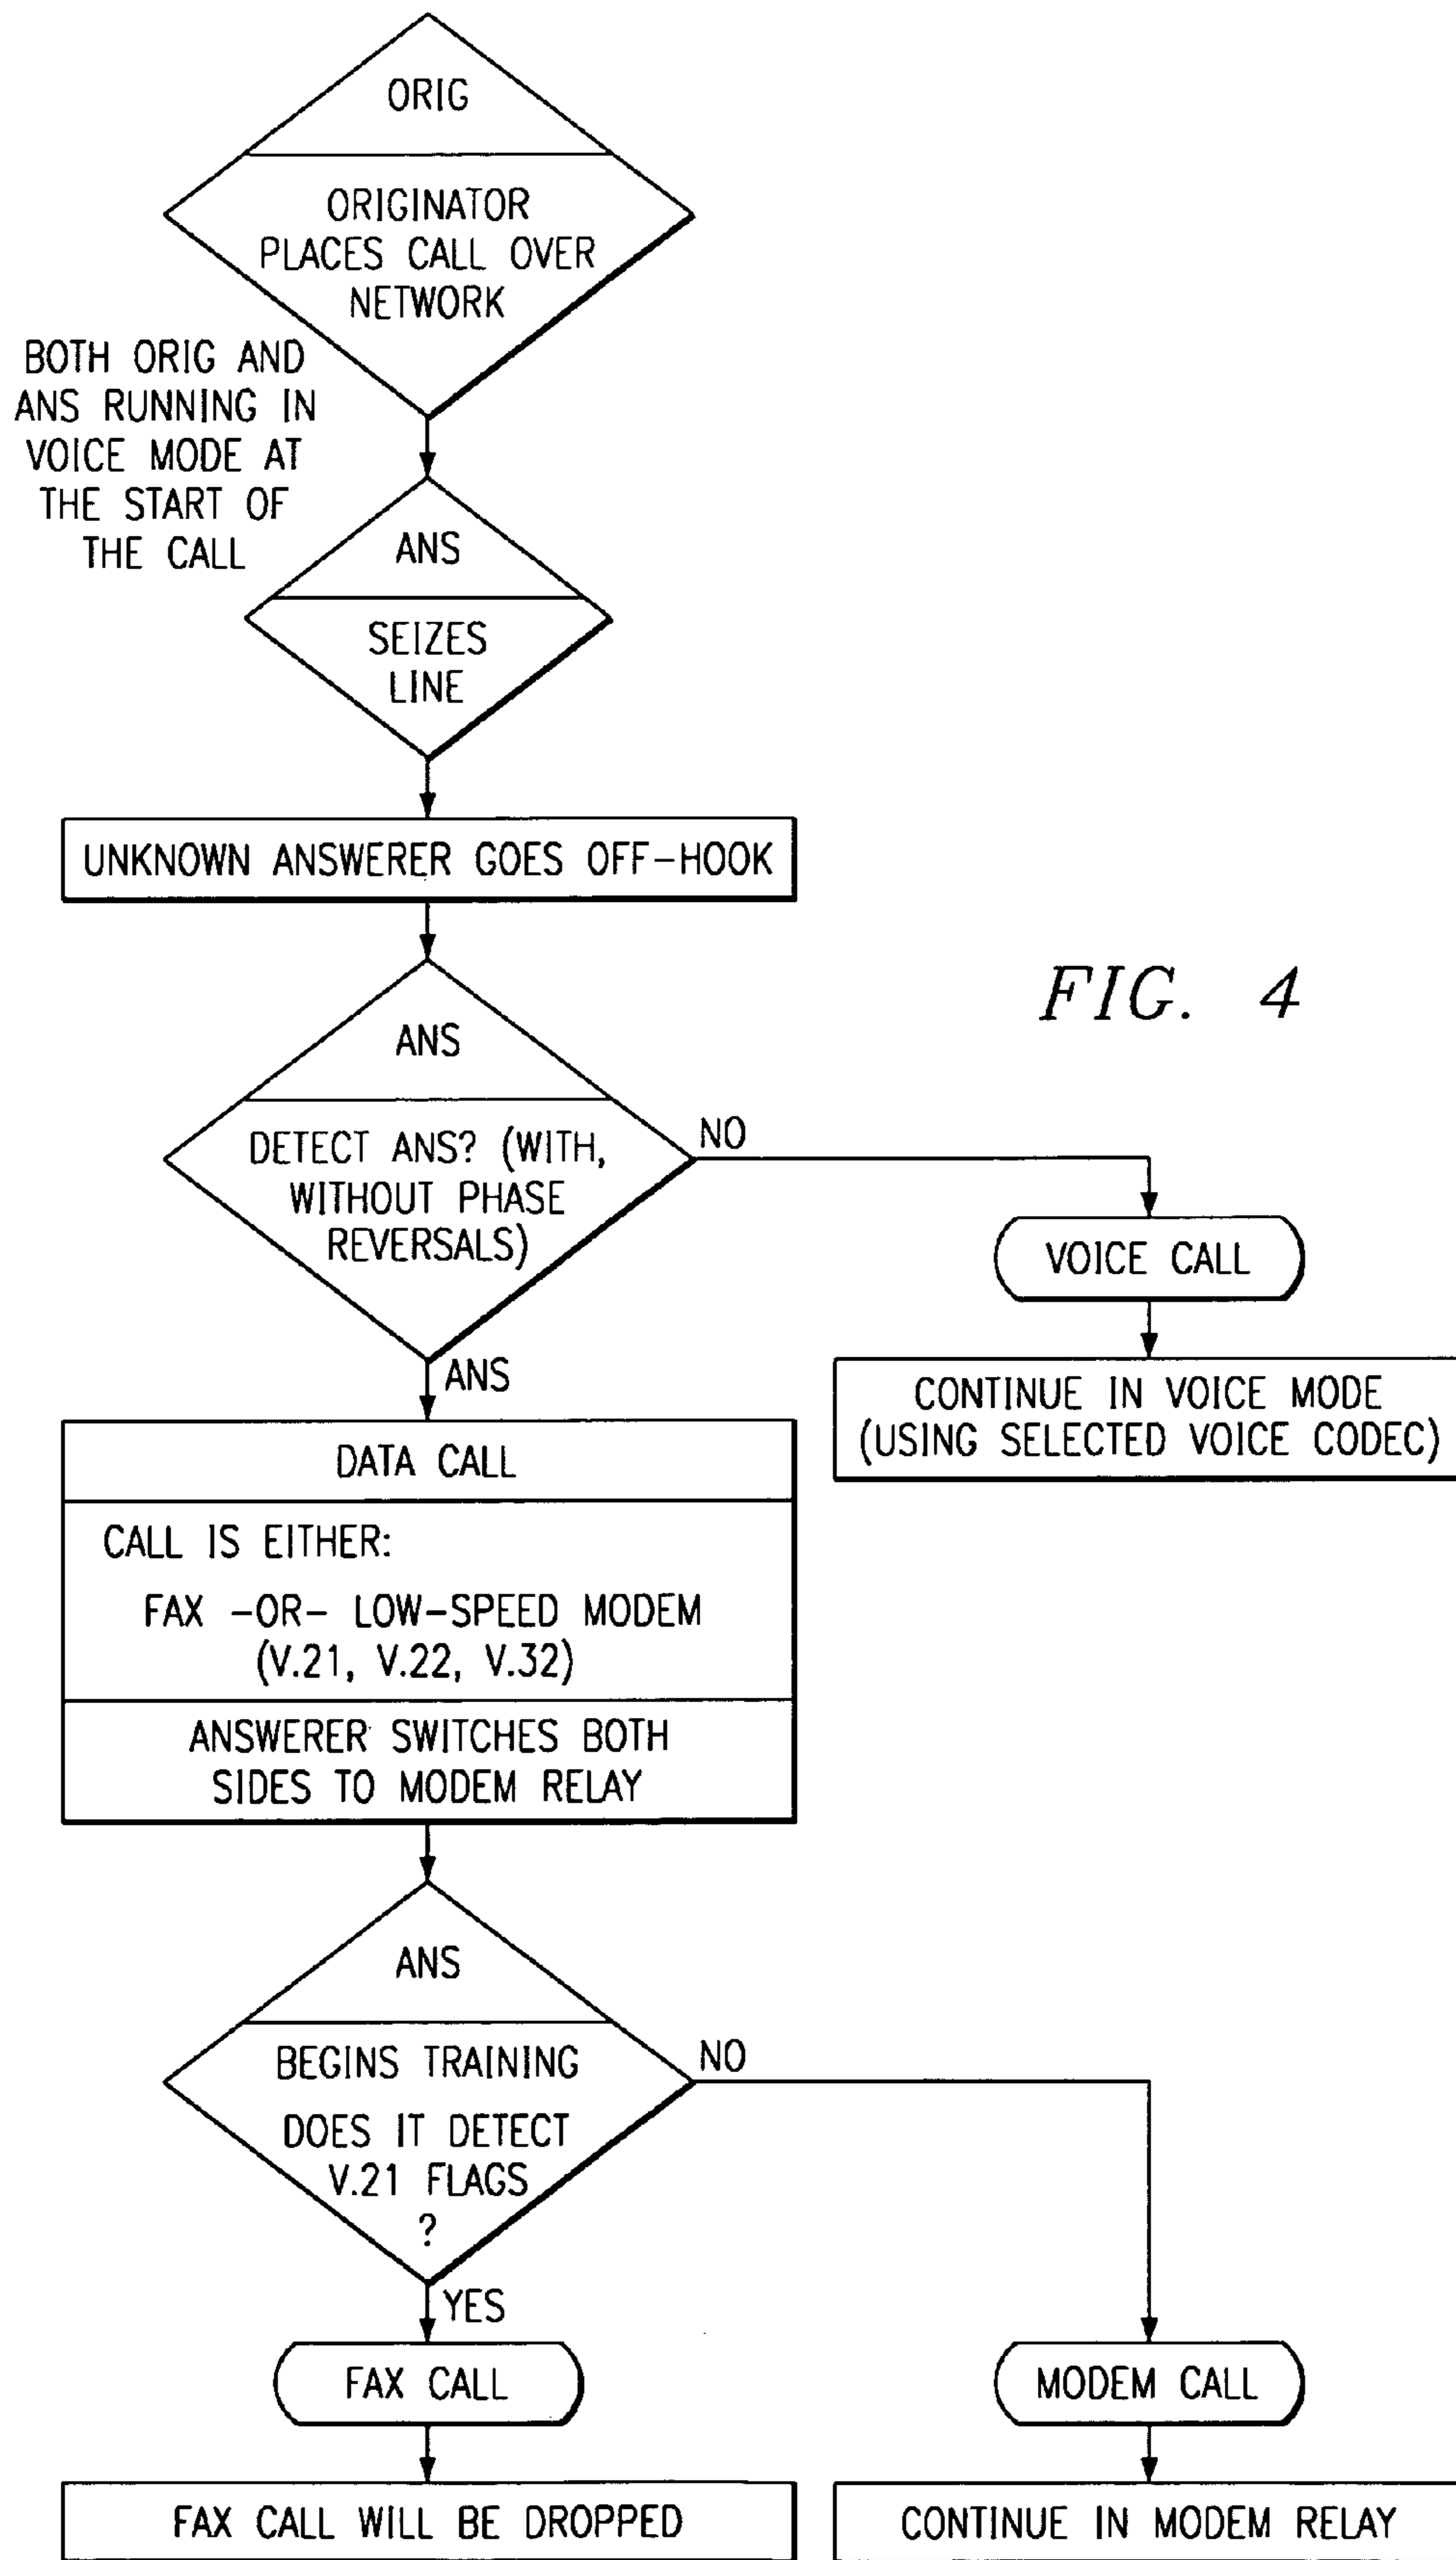 ORIG
ORIGINATOR
PLACES CALL OVER
NETWORK
BOTH ORIG AND
ANS RUNNING IN
VOICE MODE AT
THE START OF
THE CALL
ANS
SEIZES
LINE
UNKNOWN ANSWERER GOES OFF-HOOK
FIG. 4
ANS
DETECT ANS? (WITH,
WITHOUT PHASE
REVERSALS)
NO
VOICE CALL
CONTINUE IN VOICE MODE
(USING SELECTED VOICE CODEC)
ANS
DATA CALL
CALL IS EITHER:
FAX -OR- LOW-SPEED MODEM
(V.21, V.22, V.32)
ANSWERER SWITCHES BOTH
SIDES TO MODEM RELAY
ANS
BEGINS TRAINING
DOES IT DETECT
V.21 FLAGS
?
NO
YES
FAX CALL
MODEM CALL
FAX CALL WILL BE DROPPED
CONTINUE IN MODEM RELAY